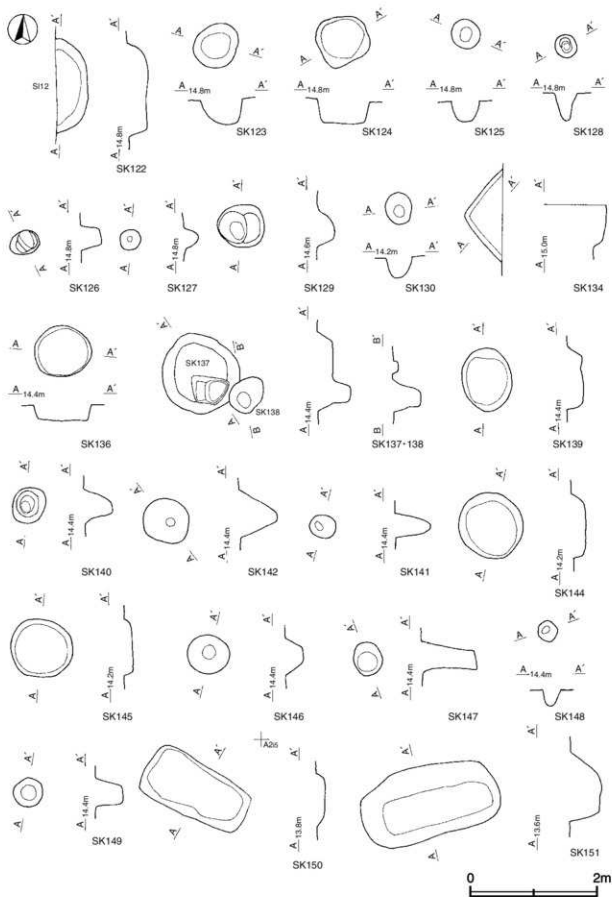 SI12
A A' A 14.8m A'
SK122
A A'
A 14.8m A'
SK123
A A'
A 14.8m A'
SK124
A A'
A 14.8m A'
SK125
A A'
A 14.8m A'
SK128
A A' A 14.8m A'
SK126
A A' A 14.8m A'
SK127
A A' A 14.6m A'
SK129
A A'
A 14.2m A'
SK130
A A' A 15.0m A'
SK134
A A'
A 14.4m A'
SK136
SK137
SK138
A A' B B'
A 14.4m A' B B'
SK137・138
A A' A 14.4m A'
SK139
A A' A 14.4m A'
SK140
A A' A 14.4m A'
SK142
A A' A 14.4m A'
SK141
A A' A 14.2m A'
SK144
A A' A 14.2m A'
SK145
A A' A 14.4m A'
SK146
A A' A 14.4m A'
SK147
A A'
A 14.4m A'
SK148
A A' A 14.4m A'
SK149
A A' A 13.8m A'
SK150
A A' A 13.6m A'
SK151
0 2m